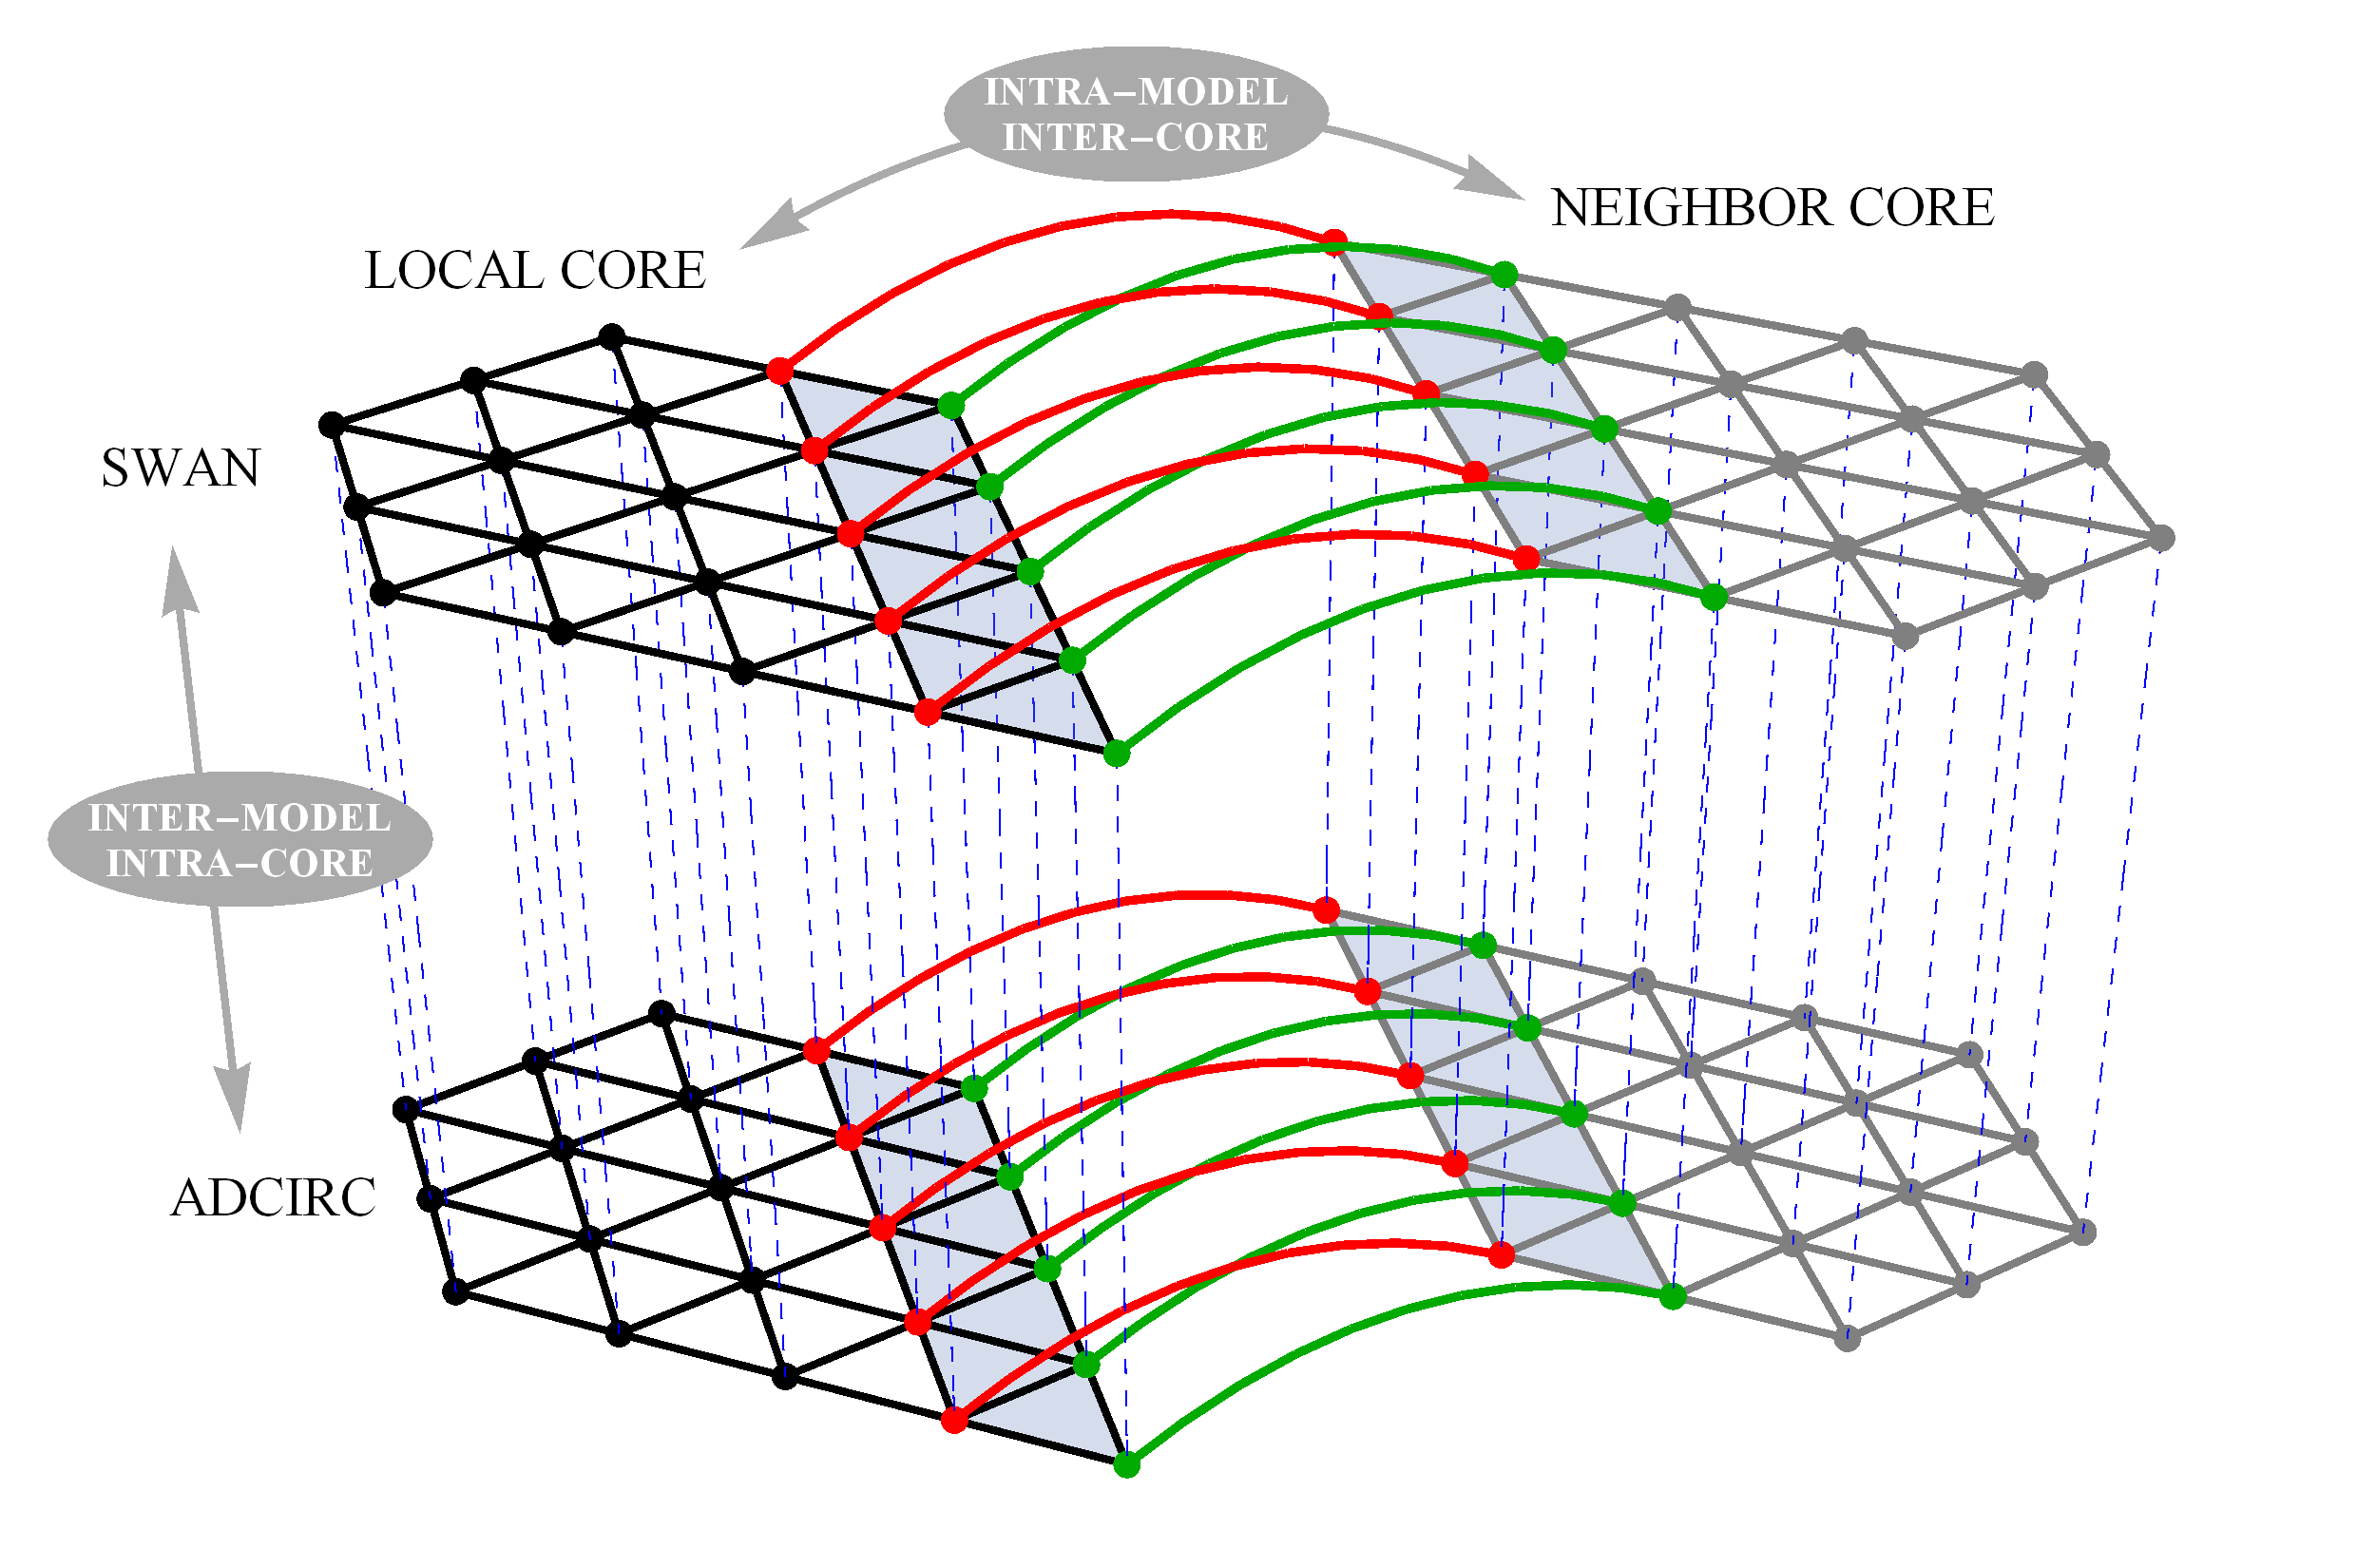 INTRA–MODEL
INTER–CORE
NEIGHBOR CORE
LOCAL CORE
SWAN
INTER–MODEL
INTRA–CORE
ADCIRC